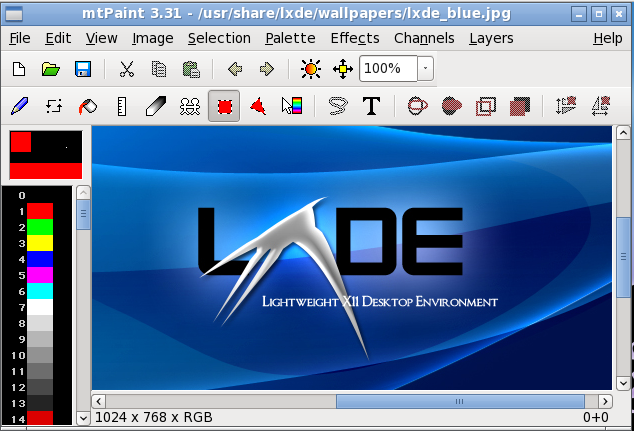 mtPaint 3.31 - /usr/share/lxde/wallpapers/lxde_blue.jpg
File Edit View Image Selection Palette Effects Channels Layers Help
100%
T
0
1
2
3
4
5
6
7
8
9
10
11
12
13
14
LXDE
Lightweight X11 Desktop Environment
1024 x 768 x RGB 0+0